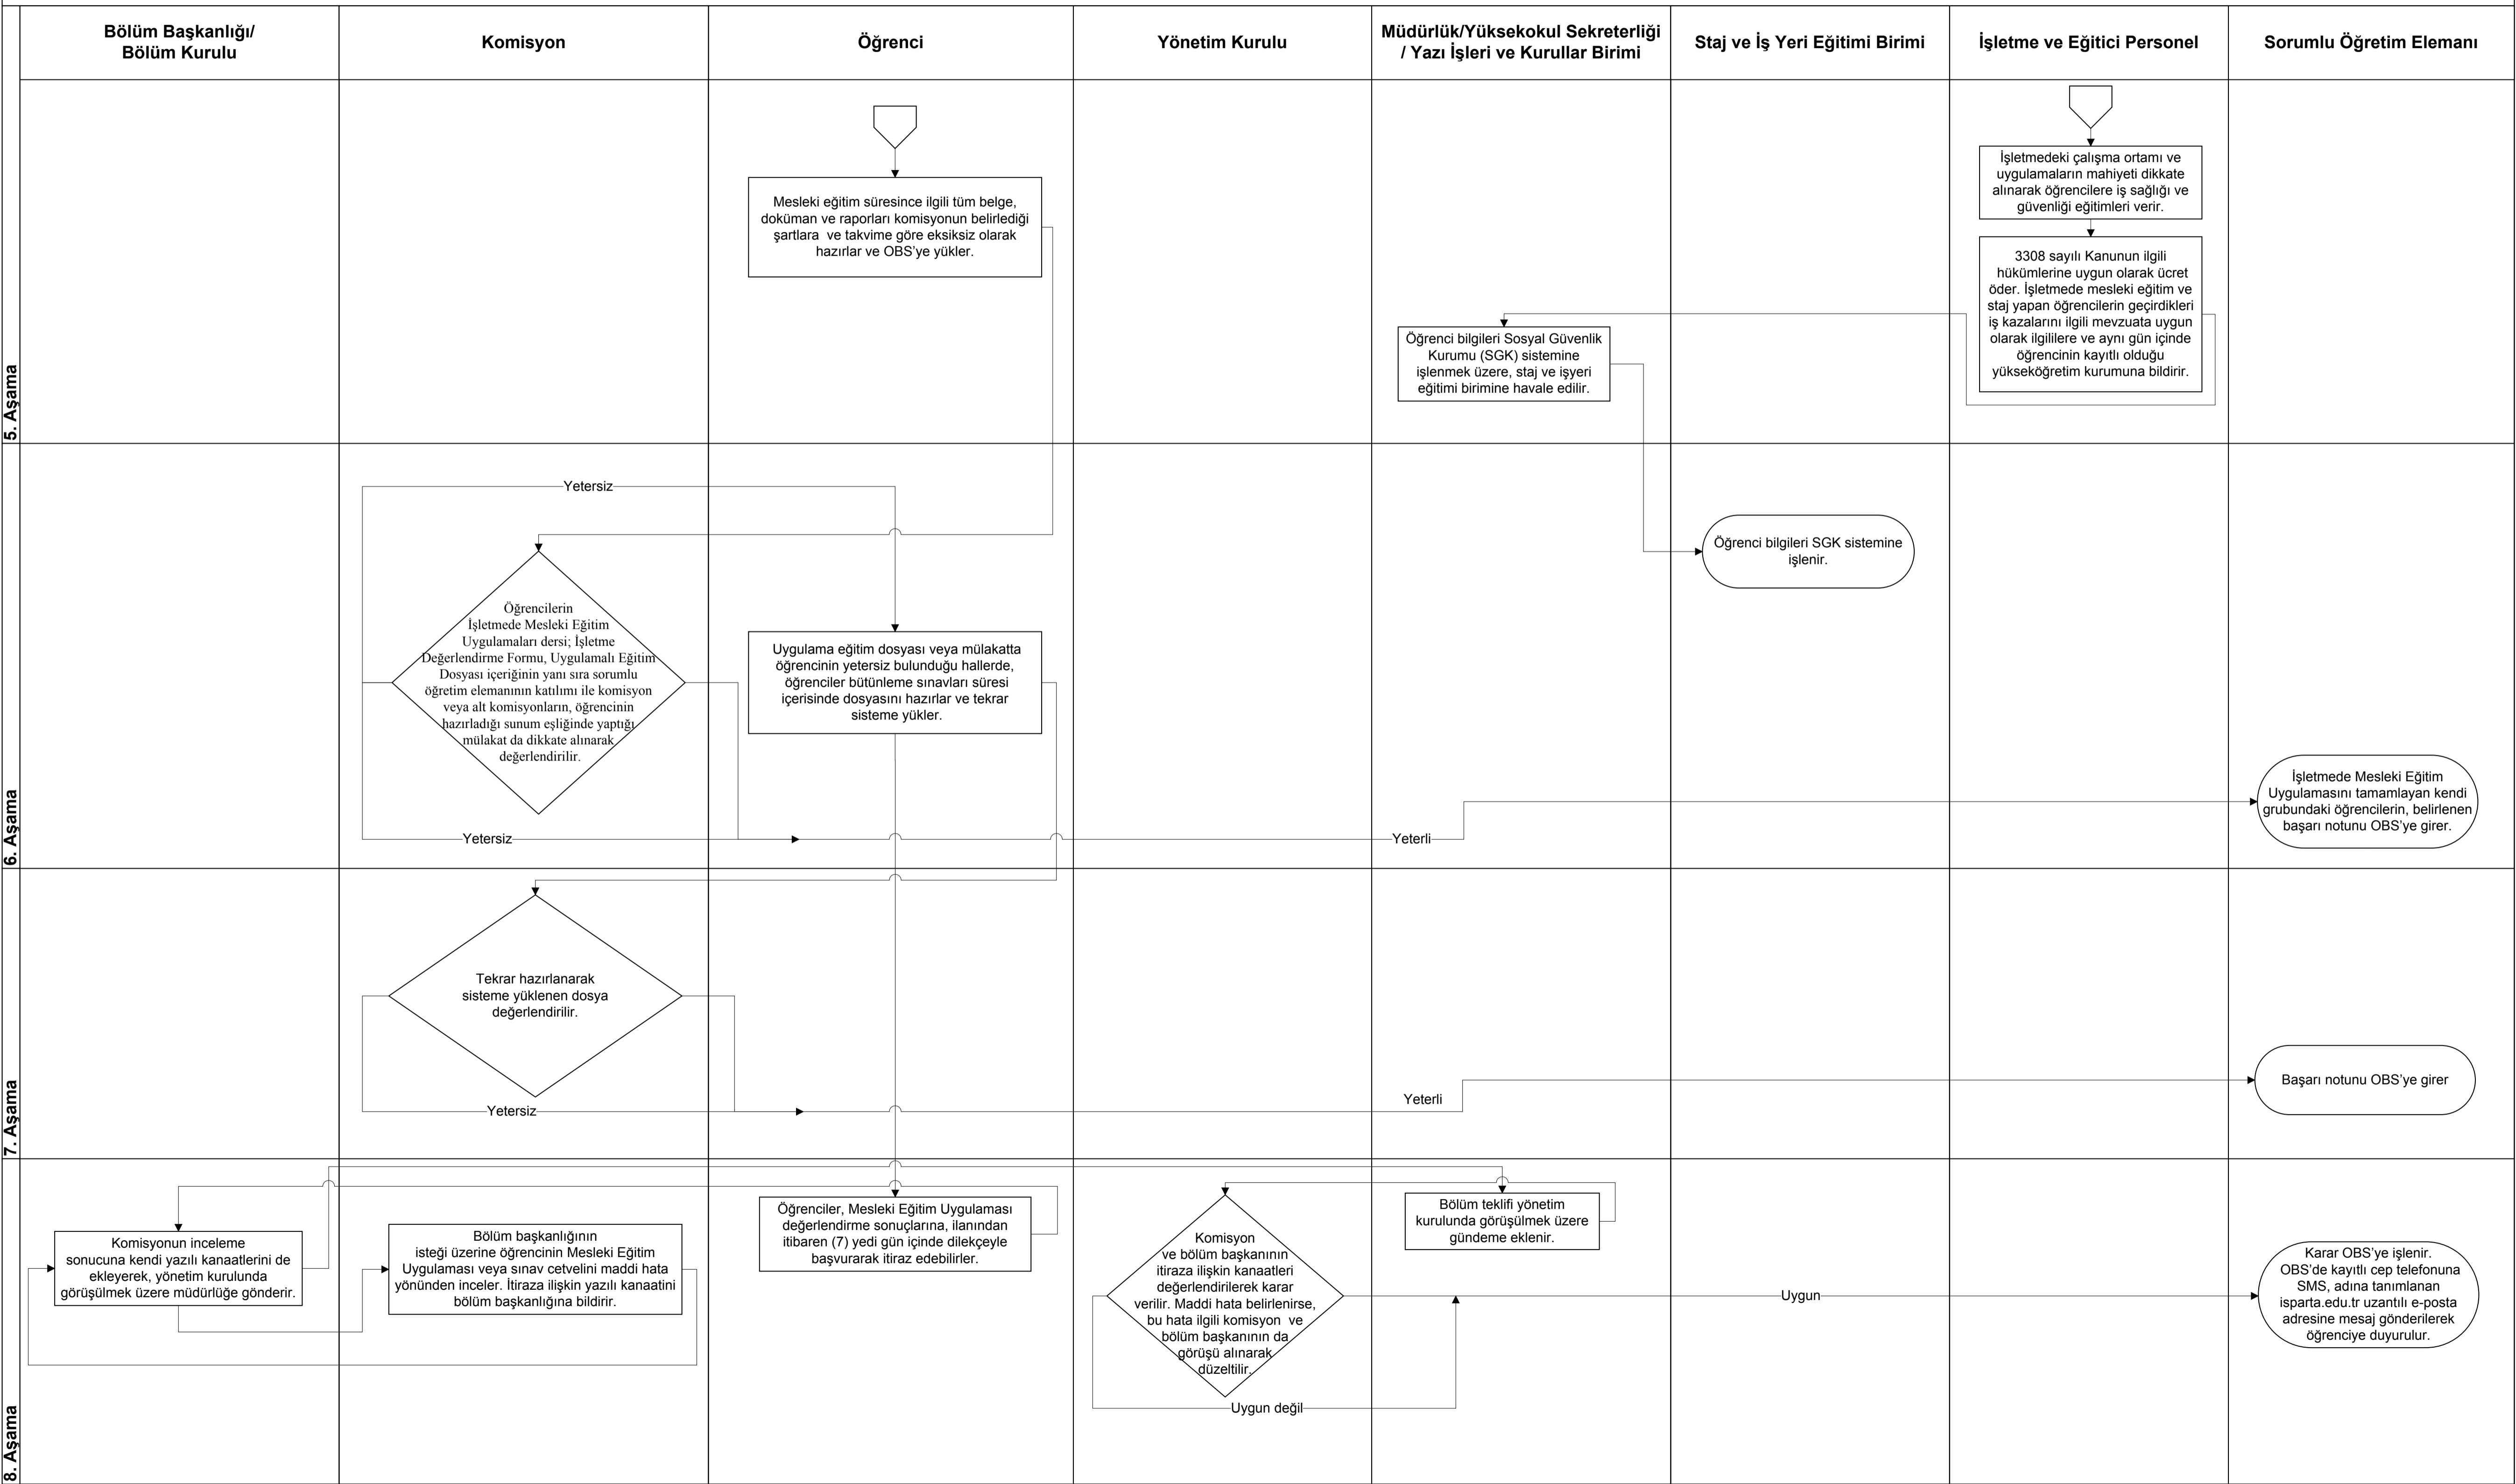 Bölüm Başkanlığı/
Bölüm Kurulu
Komisyon
Öğrenci
Yönetim Kurulu
Müdürlük/Yüksekokul Sekreterliği
/ Yazı İşleri ve Kurullar Birimi
Staj ve İş Yeri Eğitimi Birimi
İşletme ve Eğitici Personel
Sorumlu Öğretim Elemanı
5. Aşama
Mesleki eğitim süresince ilgili tüm belge,
doküman ve raporları komisyonun belirlediği
şartlara ve takvime göre eksiksiz olarak
hazırlar ve OBS’ye yükler.
Öğrenci bilgileri Sosyal Güvenlik
Kurumu (SGK) sistemine
işlenmek üzere, staj ve işyeri
eğitimi birimine havale edilir.
İşletmedeki çalışma ortamı ve
uygulamaların mahiyeti dikkate
alınarak öğrencilere iş sağlığı ve
güvenliği eğitimleri verir.
3308 sayılı Kanunun ilgili
hükümlerine uygun olarak ücret
öder. İşletmede mesleki eğitim ve
staj yapan öğrencilerin geçirdikleri
iş kazalarını ilgili mevzuata uygun
olarak ilgililere ve aynı gün içinde
öğrencinin kayıtlı olduğu
yükseköğretim kurumuna bildirir.
6. Aşama
Yetersiz
Öğrencilerin
İşletmede Mesleki Eğitim
Uygulamaları dersi; İşletme
Değerlendirme Formu, Uygulamalı Eğitim
Dosyası içeriğinin yanı sıra sorumlu
öğretim elemanının katılımı ile komisyon
veya alt komisyonların, öğrencinin
hazırladığı sunum eşliğinde yaptığı
mülakat da dikkate alınarak
değerlendirilir.
Yetersiz
Uygulama eğitim dosyası veya mülakatta
öğrencinin yetersiz bulunduğu hallerde,
öğrenciler bütünleme sınavları süresi
içerisinde dosyasını hazırlar ve tekrar
sisteme yükler.
Yeterli
Öğrenci bilgileri SGK sistemine
işlenir.
İşletmede Mesleki Eğitim
Uygulamasını tamamlayan kendi
grubundaki öğrencilerin, belirlenen
başarı notunu OBS’ye girer.
7. Aşama
Tekrar hazırlanarak
sisteme yüklenen dosya
değerlendirilir.
Yetersiz
Yeterli
Başarı notunu OBS’ye girer
8. Aşama
Komisyonun inceleme
sonucuna kendi yazılı kanaatlerini de
ekleyerek, yönetim kurulunda
görüşülmek üzere müdürlüğe gönderir.
Bölüm başkanlığının
isteği üzerine öğrencinin Mesleki Eğitim
Uygulaması veya sınav cetvelini maddi hata
yönünden inceler. İtiraza ilişkin yazılı kanaatini
bölüm başkanlığına bildirir.
Öğrenciler, Mesleki Eğitim Uygulaması
değerlendirme sonuçlarına, ilanından
itibaren (7) yedi gün içinde dilekçeyle
başvurarak itiraz edebilirler.
Komisyon
ve bölüm başkanının
itiraza ilişkin kanaatleri
değerlendirilerek karar
verilir. Maddi hata belirlenirse,
bu hata ilgili komisyon ve
bölüm başkanının da
görüşü alınarak
düzeltilir.
Uygun değil
Bölüm teklifi yönetim
kurulunda görüşülmek üzere
gündeme eklenir.
Uygun
Karar OBS’ye işlenir.
OBS’de kayıtlı cep telefonuna
SMS, adına tanımlanan
isparta.edu.tr uzantılı e-posta
adresine mesaj gönderilerek
öğrenciye duyurulur.